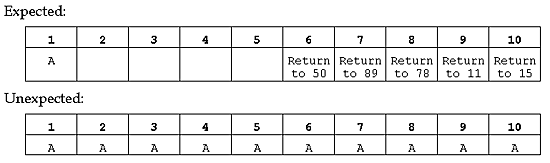 Expected:
1 2 3 4 5 6 7 8 9 10
A Return to 50 Return to 89 Return to 78 Return to 11 Return to 15
Unexpected:
1 2 3 4 5 6 7 8 9 10
A A A A A A A A A A